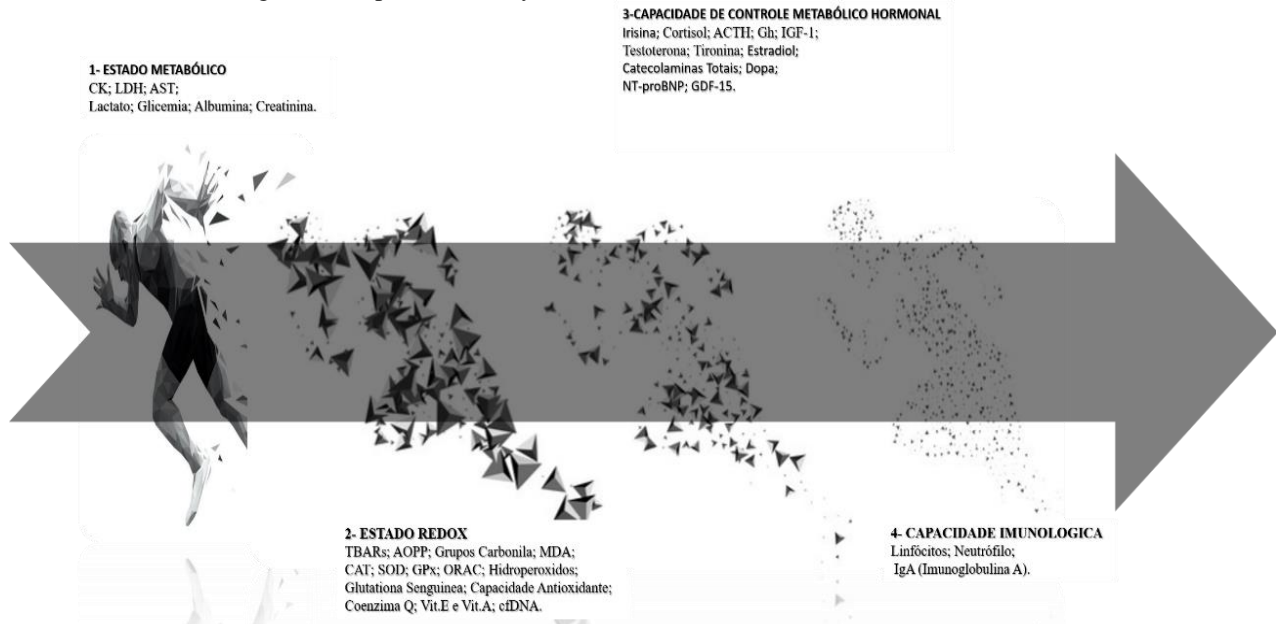 1- ESTADO METABÓLICO
CK; LDH; AST;
Lactato; Glicemia; Albumina; Creatinina.
2- ESTADO REDOX
TBARs; AOPP; Grupos Carbonila; MDA;
CAT; SOD; GPx; ORAC; Hidroperoxidos;
Glutationa Senguinea; Capacidade Antioxidante;
Coenzima Q; Vit.E e Vit.A; cfDNA.
3-CAPACIDADE DE CONTROLE METABÓLICO HORMONAL
Irisina; Cortisol; ACTH; Gh; IGF-1;
Testoterona; Tironina; Estradiol;
Catecolaminas Totais; Dopa;
NT-proBNP; GDF-15.
4- CAPACIDADE IMUNOLOGICA
Linfócitos; Neutrófilo;
IgA (Imunoglobulina A).